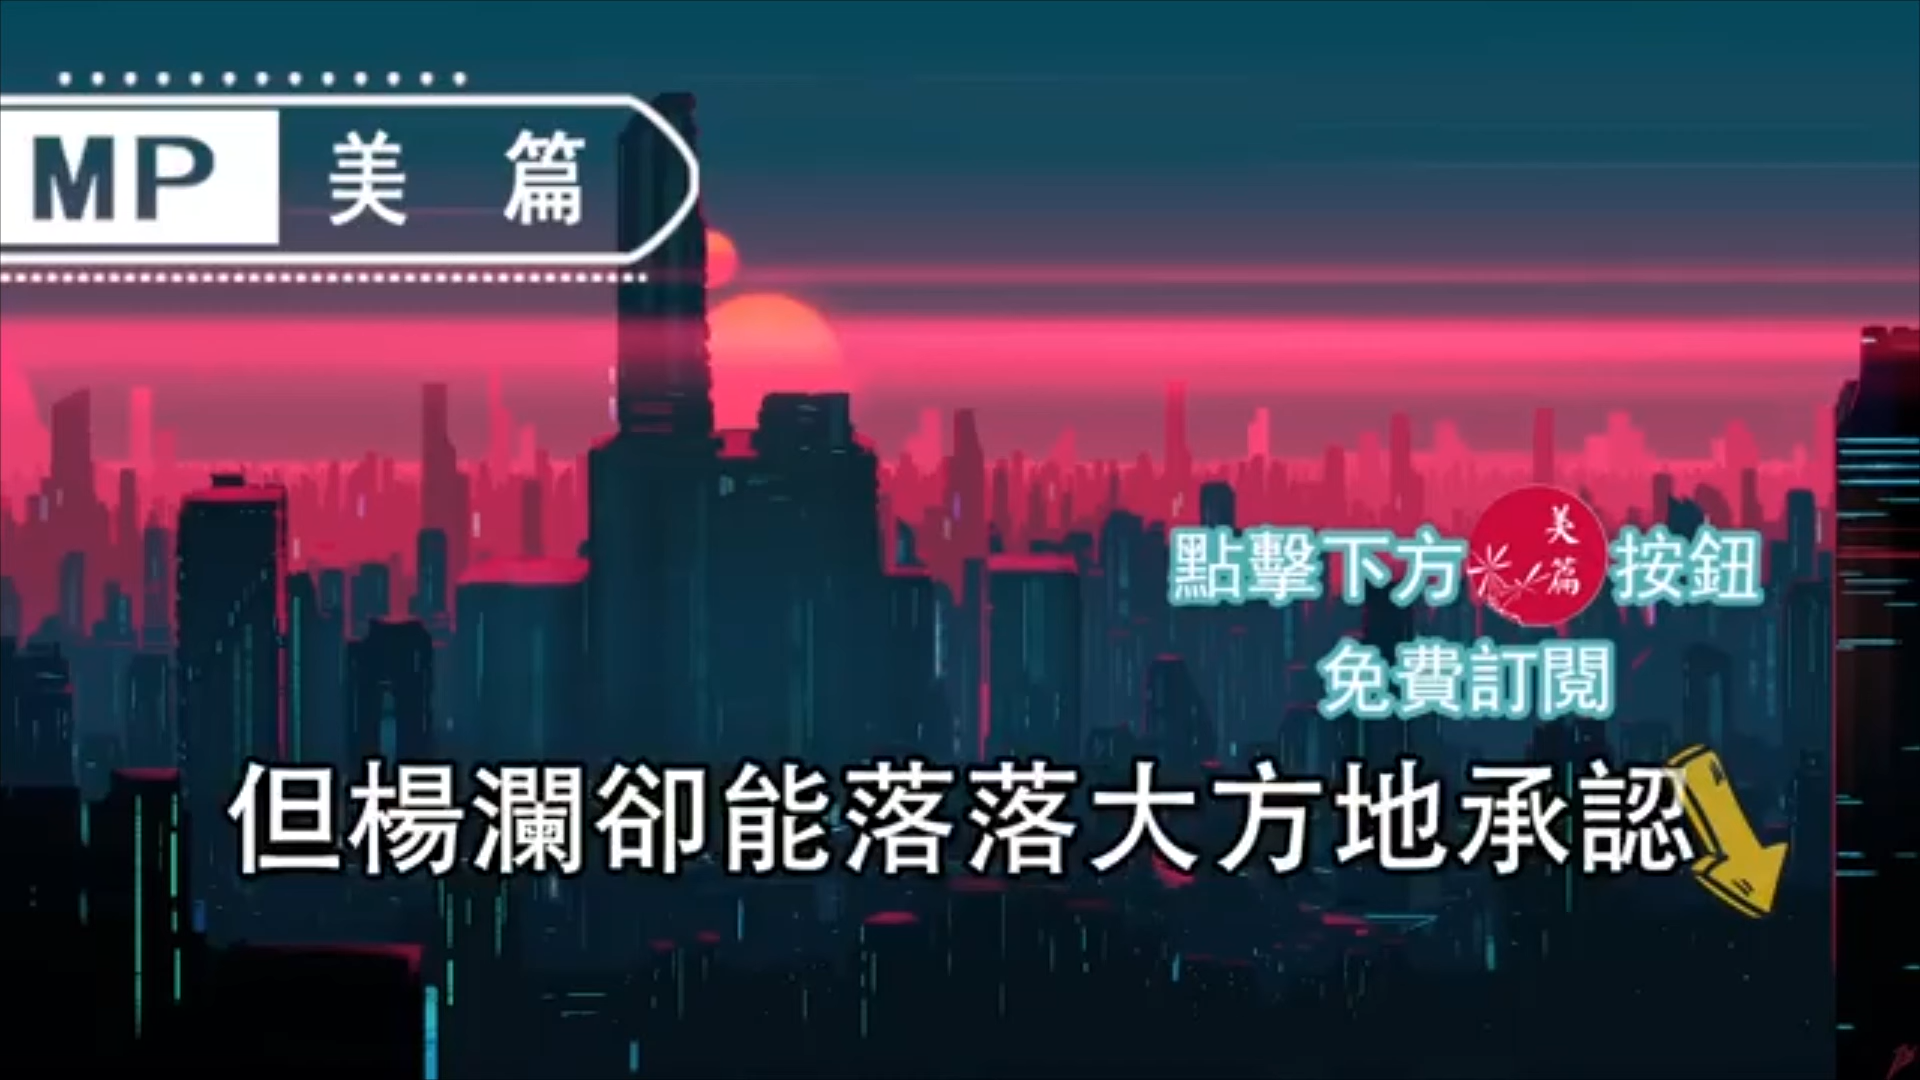 MP 美篇
點擊下方美篇按鈕
免費訂閱
但楊瀾卻能落落大方地承認